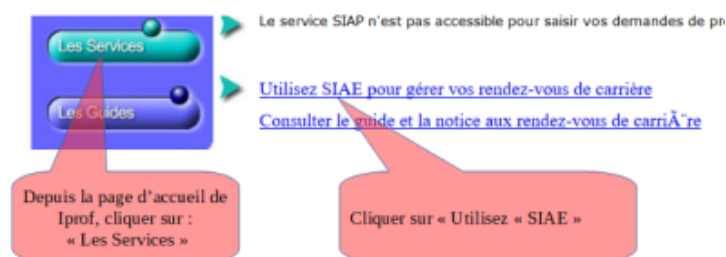 Le service SIAP n'est pas accessible pour saisir vos demandes de
Les Services
Utilisez SIAE pour gérer vos rendez-vous de carrière
Les Guides
Consulter le guide et la notice aux rendez-vous de carriÃ¨re
Depuis la page d'accueil de
Iprof, cliquer sur :
« Les Services »
Cliquer sur « Utilisez « SIAE »